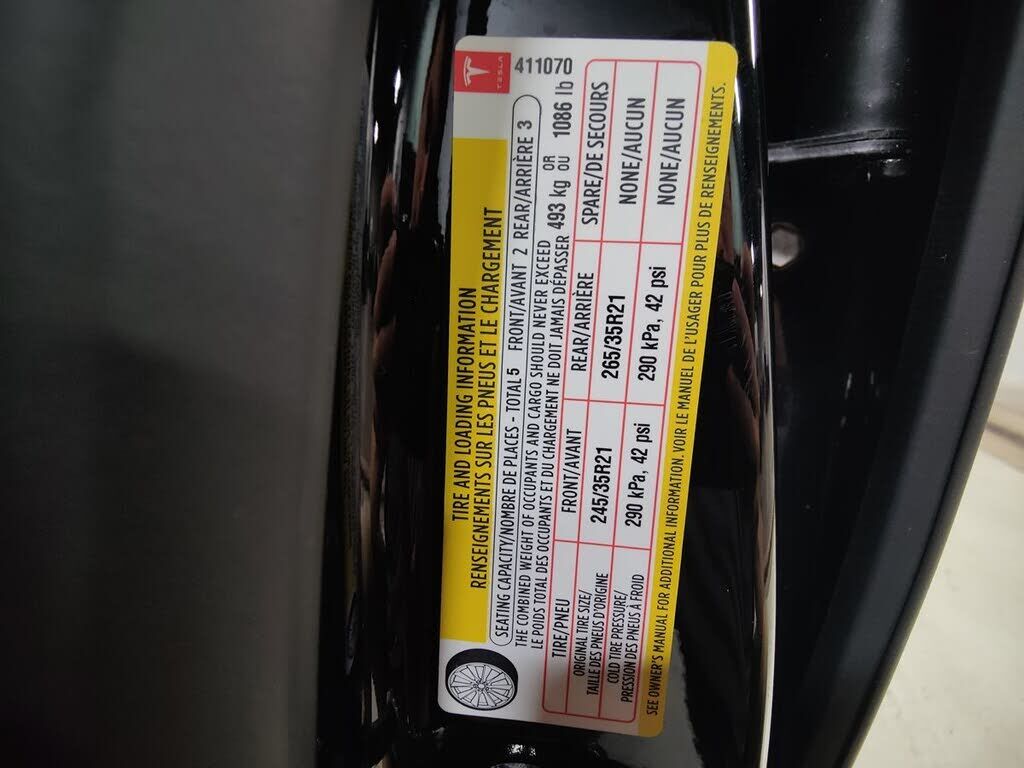 TESLA
411070
TIRE AND LOADING INFORMATION
RENSEIGNEMENTS SUR LES PNEUS ET LE CHARGEMENT
SEATING CAPACITY/NOMBRE DE PLACES - TOTAL 5 FRONT/AVANT 2 REAR/ARRIÈRE 3
THE COMBINED WEIGHT OF OCCUPANTS AND CARGO SHOULD NEVER EXCEED
LE POIDS TOTAL DES OCCUPANTS ET DU CHARGEMENT NE DOIT JAMAIS DÉPASSER 493 kg OR OU 1086 lb
TIRE/PNEU FRONT/AVANT REAR/ARRIÈRE SPARE/DE SECOURS
ORIGINAL TIRE SIZE/
TAILLE DES PNEUS D'ORIGINE 245/35R21 265/35R21 NONE/AUCUN
COLD TIRE PRESSURE/
PRESSION DES PNEUS À FROID 290 kPa, 42 psi 290 kPa, 42 psi NONE/AUCUN
SEE OWNER'S MANUAL FOR ADDITIONAL INFORMATION. VOIR LE MANUEL DE L'USAGER POUR PLUS DE RENSEIGNEMENTS.